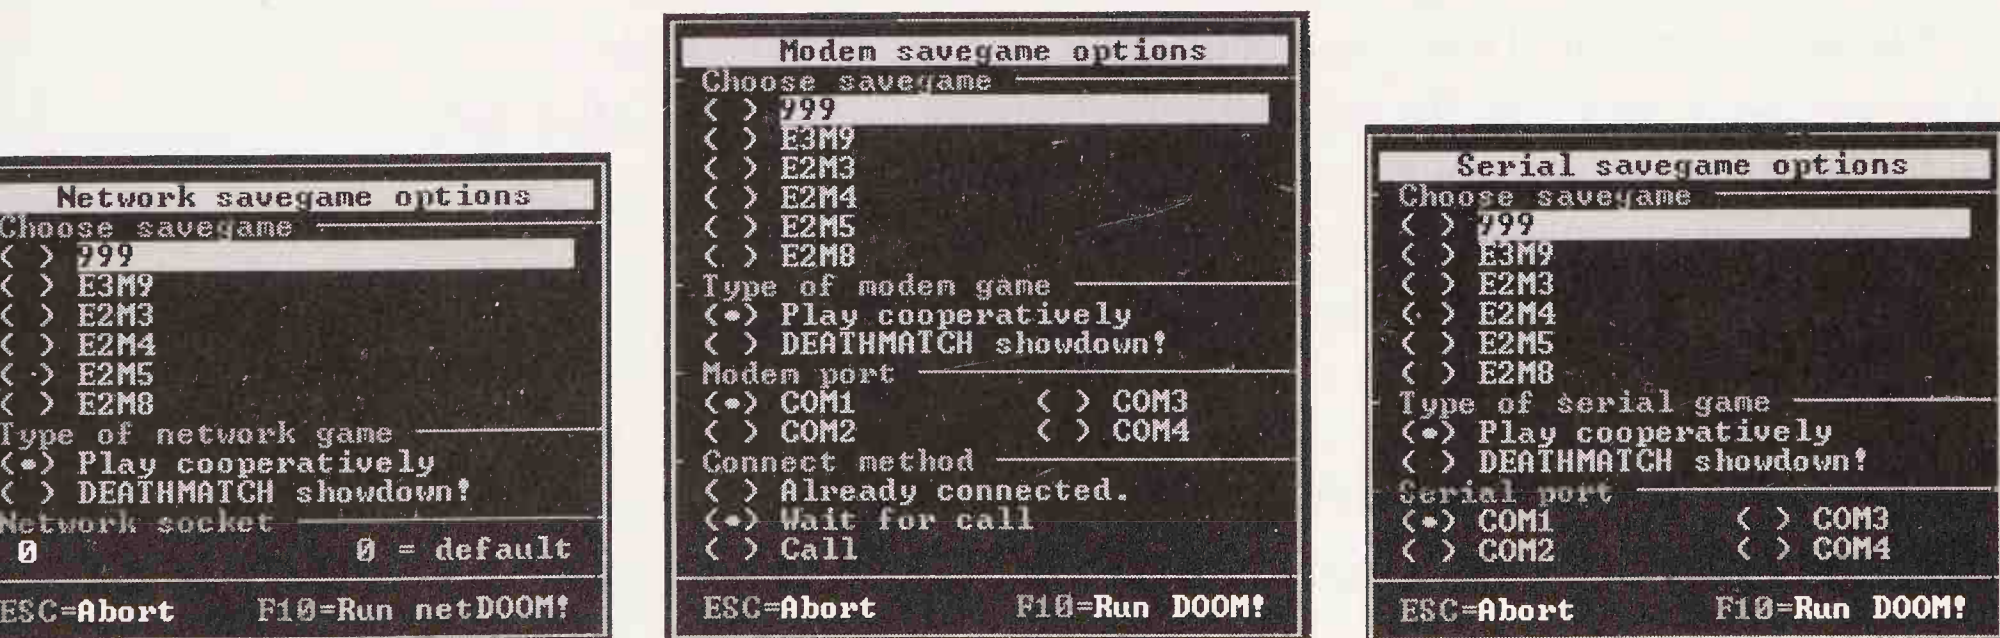 Network savegame options
Choose savegame
( ) 999
( ) E3M9
( ) E2M3
( ) E2M4
( ) E2M5
( ) E2M8
Type of network game
(•) Play cooperatively
( ) DEATHMATCH showdown!
Network socket
0 0 = default
ESC=Abort F10=Run netDOOM!
Modem savegame options
Choose savegame
( ) 999
( ) E3M9
( ) E2M3
( ) E2M4
( ) E2M5
( ) E2M8
Type of modem game
(•) Play cooperatively
( ) DEATHMATCH showdown!
Modem port
(•) COM1 ( ) COM3
( ) COM2 ( ) COM4
Connect method
( ) Already connected.
(•) Wait for call
( ) Call
ESC=Abort F10=Run DOOM!
Serial savegame options
Choose savegame
( ) 999
( ) E3M9
( ) E2M3
( ) E2M4
( ) E2M5
( ) E2M8
Type of serial game
(•) Play cooperatively
( ) DEATHMATCH showdown!
Serial port
(•) COM1 ( ) COM3
( ) COM2 ( ) COM4
ESC=Abort F10=Run DOOM!